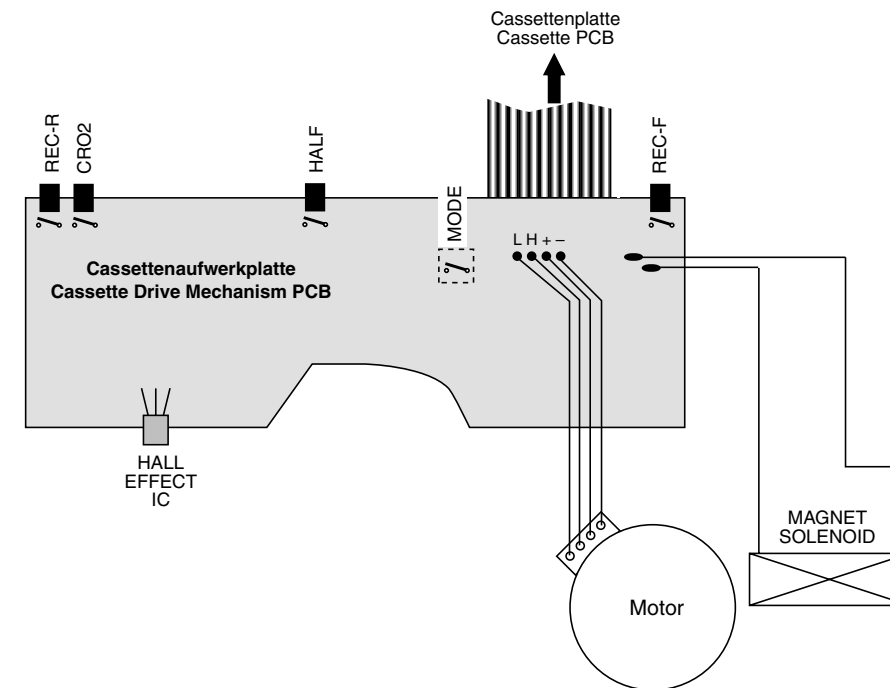 Cassettenplatte
Cassette PCB
REC-R
CRO2
HALF
MODE
REC-F
L H + –
Cassettenaufwerkplatte
Cassette Drive Mechanism PCB
HALL
EFFECT
IC
MAGNET
SOLENOID
Motor